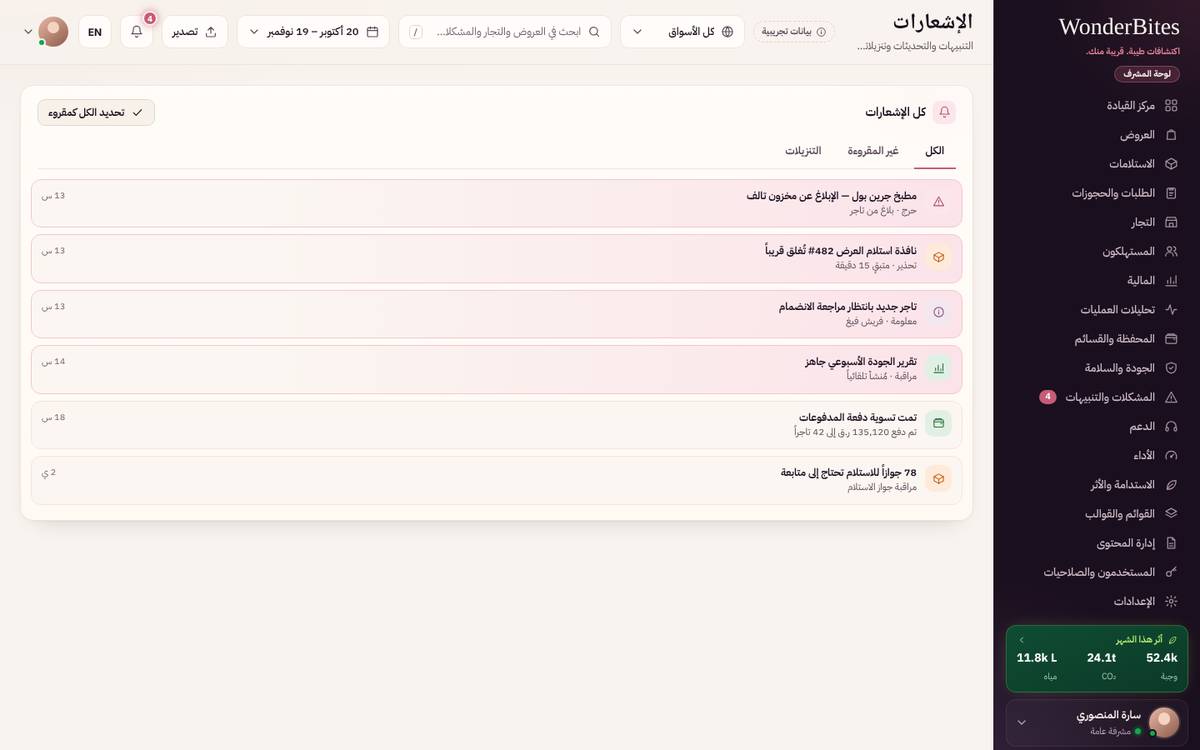 WonderBites
اكتشافات طيبة. قريبة منك.
لوحة المشرف
مركز القيادة
العروض
الاستلامات
الطلبات والحجوزات
التجار
المستهلكون
المالية
تحليلات العمليات
المحفظة والقسائم
الجودة والسلامة
المشكلات والتنبيهات 4
الدعم
الأداء
الاستدامة والأثر
القوائم والقوالب
إدارة المحتوى
المستخدمون والصلاحيات
الإعدادات
أثر هذا الشهر
52.4k 24.1t 11.8k L
وجبة CO₂ مياه
سارة المنصوري
مشرفة عامة
الإشعارات
التنبيهات والتحديثات وتنزيلا...
بيانات تجريبية
كل الأسواق
ابحث في العروض والتجار والمشكلا... /
20 أكتوبر – 19 نوفمبر
تصدير
4
EN
كل الإشعارات
تحديد الكل كمقروء
الكل غير المقروءة التنزيلات
مطبخ جرين بول — الإبلاغ عن مخزون تالف
حرج · بلاغ من تاجر
13 س
نافذة استلام العرض #482 تُغلق قريباً
تحذير · متبقٍ 15 دقيقة
13 س
تاجر جديد بانتظار مراجعة الانضمام
معلومة · فريش فيغ
13 س
تقرير الجودة الأسبوعي جاهز
مراقبة · مُنشأ تلقائياً
14 س
تمت تسوية دفعة المدفوعات
تم دفع 135,120 ر.ق إلى 42 تاجراً
18 س
78 جوازاً للاستلام تحتاج إلى متابعة
مراقبة جواز الاستلام
2 ي